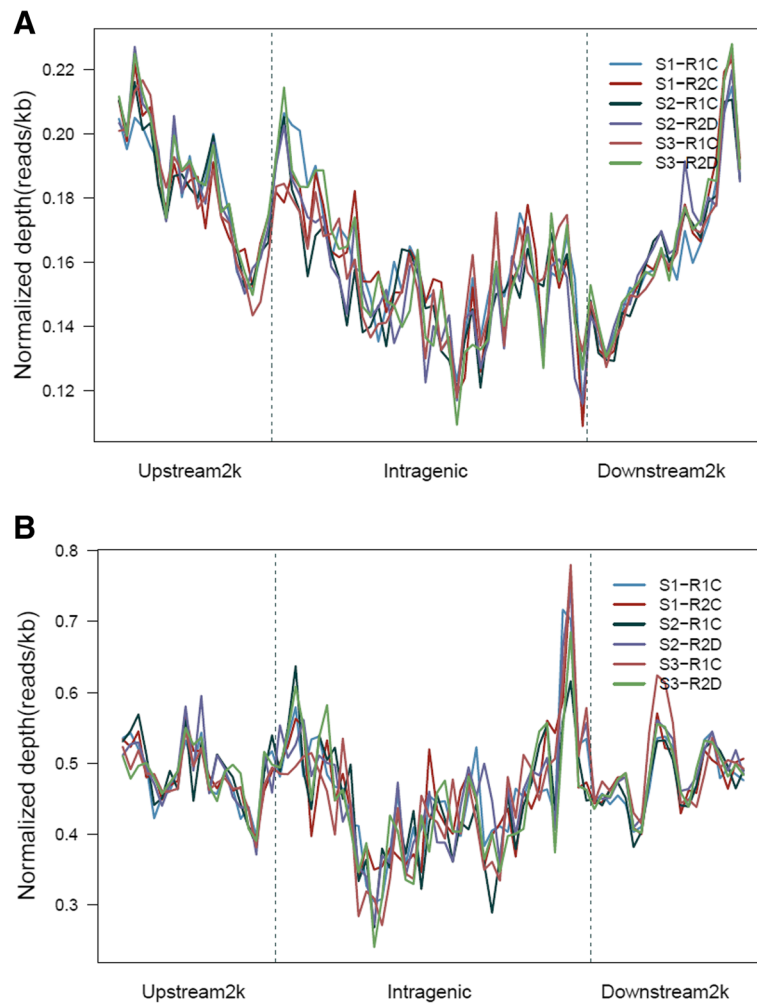 A
Normalized depth(reads/kb)
0.22
0.20
0.18
0.16
0.14
0.12
S1-R1C
S1-R2C
S2-R1C
S2-R2D
S3-R1C
S3-R2D
Upstream2k Intragenic Downstream2k
B
Normalized depth(reads/kb)
0.8
0.7
0.6
0.5
0.4
0.3
S1-R1C
S1-R2C
S2-R1C
S2-R2D
S3-R1C
S3-R2D
Upstream2k Intragenic Downstream2k